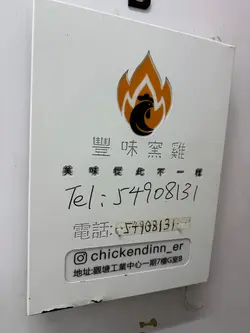 豐味窯雞
美味從此不一樣
Tel: 54908131
電話: 54908131
chickendinn_er
地址:觀塘工業中心一期7樓G室B